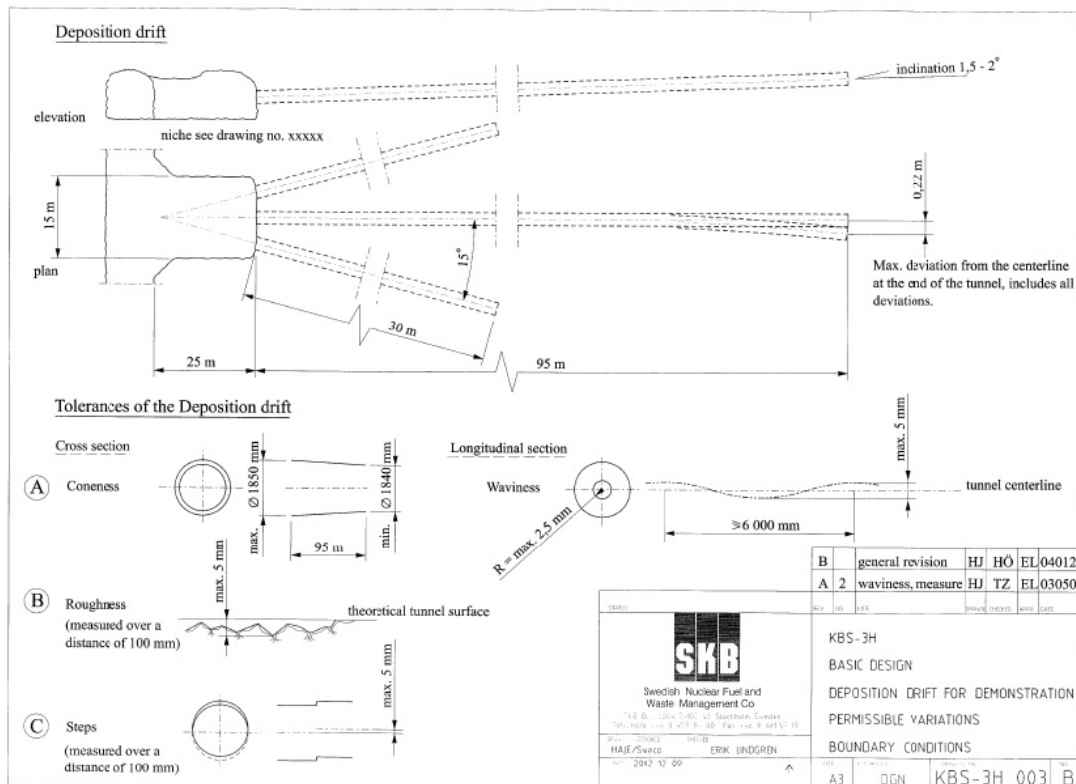 Deposition drift
inclination 1,5 - 2°
elevation
niche see drawing no. xxxxx
15 m
15°
0,22 m
plan
Max. deviation from the centerline
at the end of the tunnel, includes all
deviations.
30 m
25 m
95 m
Tolerances of the Deposition drift
Cross section
A
Coneness
max. Ø 1850 mm
min. Ø 1840 mm
95 m
Longitudinal section
Waviness
R = max. 2,5 mm
max. 5 mm
tunnel centerline
≥6 000 mm
B
Roughness
(measured over a
distance of 100 mm)
max. 5 mm
theoretical tunnel surface
C
Steps
(measured over a
distance of 100 mm)
max. 5 mm
B general revision HJ HÖ EL 04012
A 2 waviness, measure HJ TZ EL 03050
STATUS
DATE
SKB
Swedish Nuclear Fuel and
Waste Management Co
HAJE/Sveco ERIK LINDGREN
2002 12 09
KBS-3H
BASIC DESIGN
DEPOSITION DRIFT FOR DEMONSTRATION
PERMISSIBLE VARIATIONS
BOUNDARY CONDITIONS
A3 .DGN KBS-3H 003 B